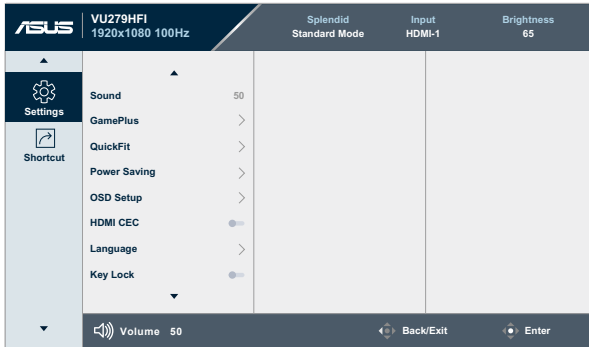 ASUS
VU279HFI
1920x1080 100Hz
Splendid
Standard Mode
Input
HDMI-1
Brightness
65
Settings
Shortcut
Sound 50
GamePlus
QuickFit
Power Saving
OSD Setup
HDMI CEC
Language
Key Lock
Volume 50
Back/Exit
Enter